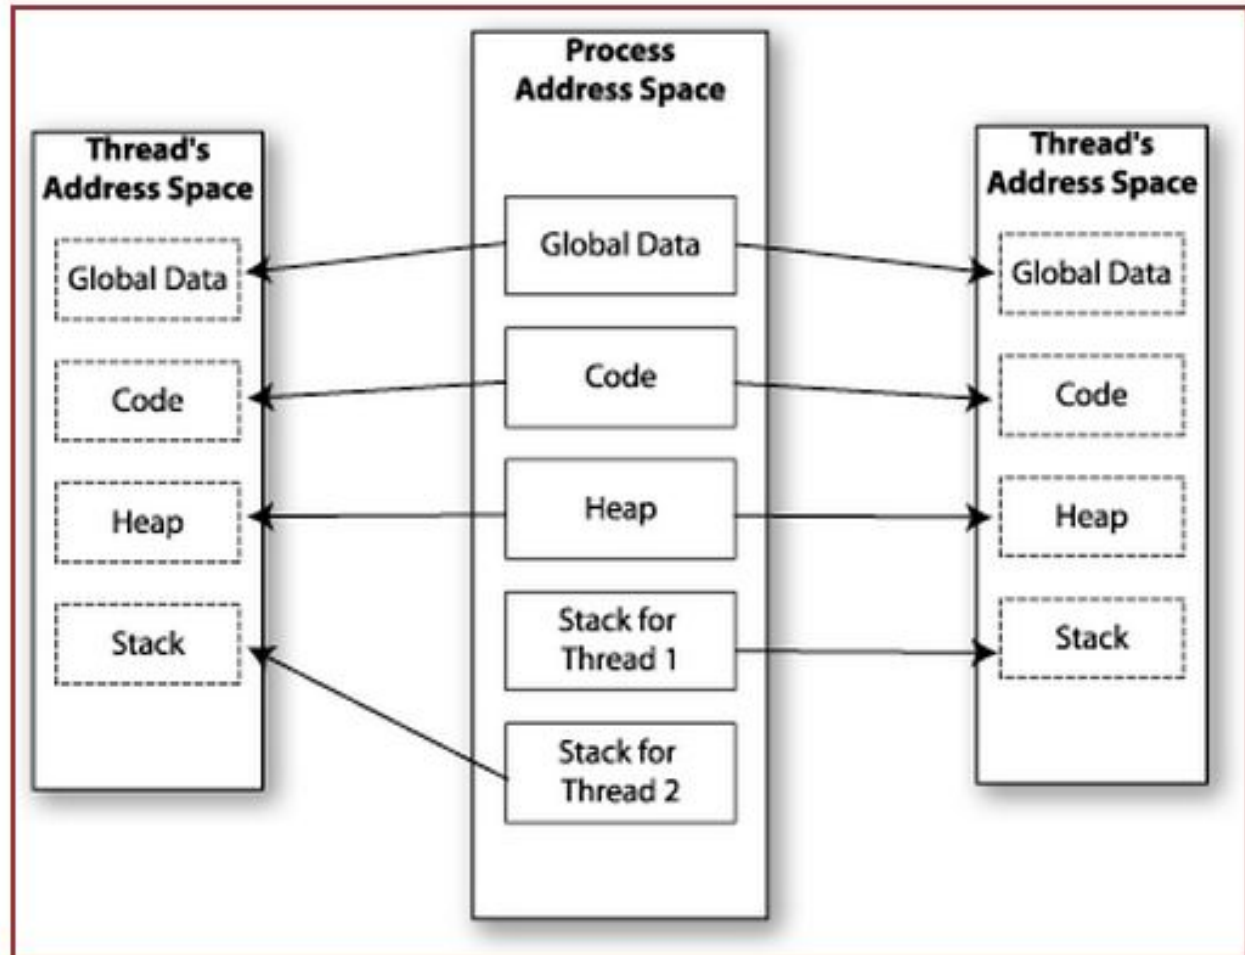 Process
Address Space
Global Data
Code
Heap
Stack for
Thread 1
Stack for
Thread 2
Thread's
Address Space
Global Data
Code
Heap
Stack
Thread's
Address Space
Global Data
Code
Heap
Stack